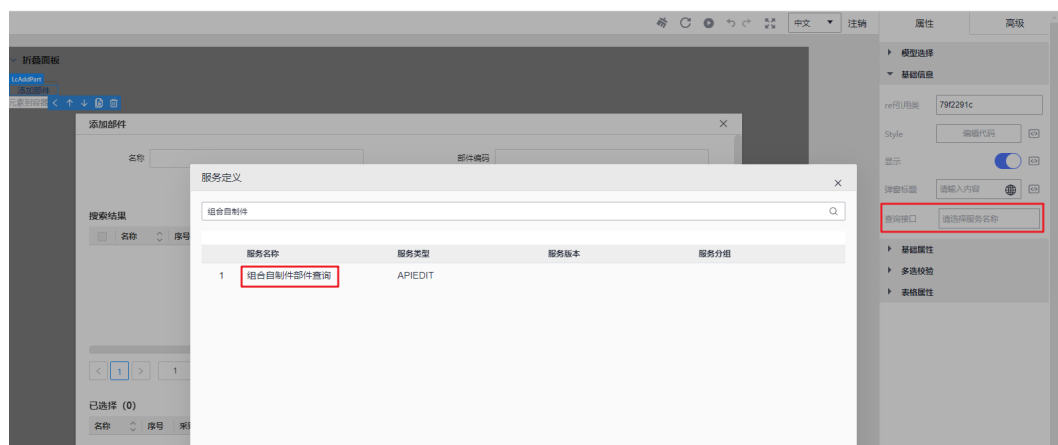 中文 ▼ 注销 属性 高级
折叠面板
LcAddPart
添加部件
模型选择
基础信息
ref引用类 79f2291c
Style 编辑代码
显示
弹窗标题 请输入内容
查询接口 请选择服务名称
基础属性
多选校验
表格属性
添加部件
名称 部件编码
服务定义
组合自制件
搜索结果
名称 序号
服务名称 服务类型 服务版本 服务分组
1 组合自制件部件查询 APIEDIT
< 1 > 1
已选择 (0)
名称 序号